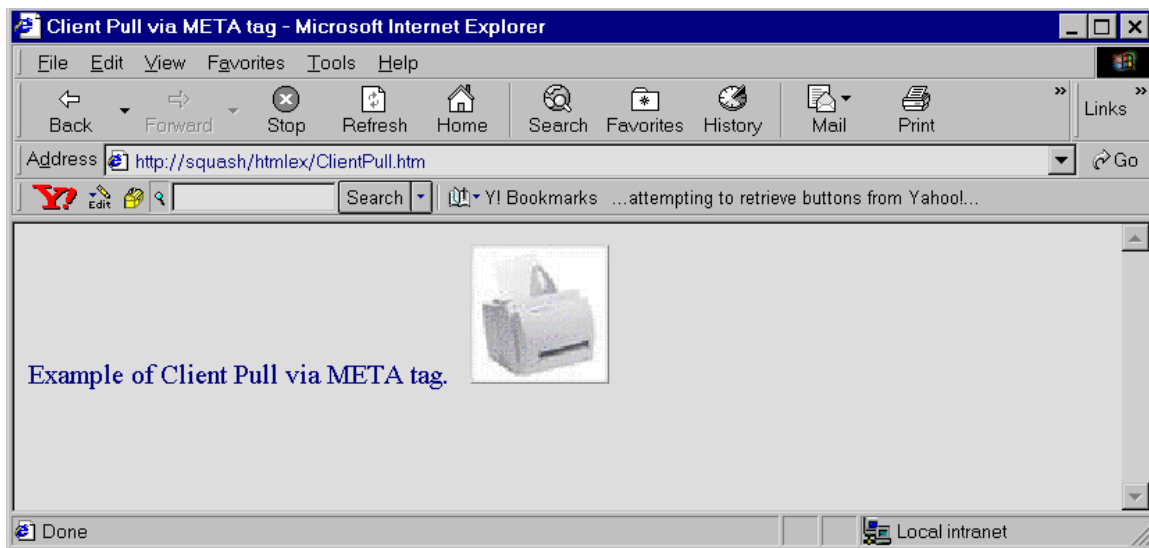 Client Pull via META tag - Microsoft Internet Explorer
File Edit View Favorites Tools Help
Back Forward Stop Refresh Home Search Favorites History Mail Print » Links »
Address http://squash/htmlex/ClientPull.htm Go
Y? Edit Search Y! Bookmarks ...attempting to retrieve buttons from Yahoo!...
Example of Client Pull via META tag.
Done Local intranet